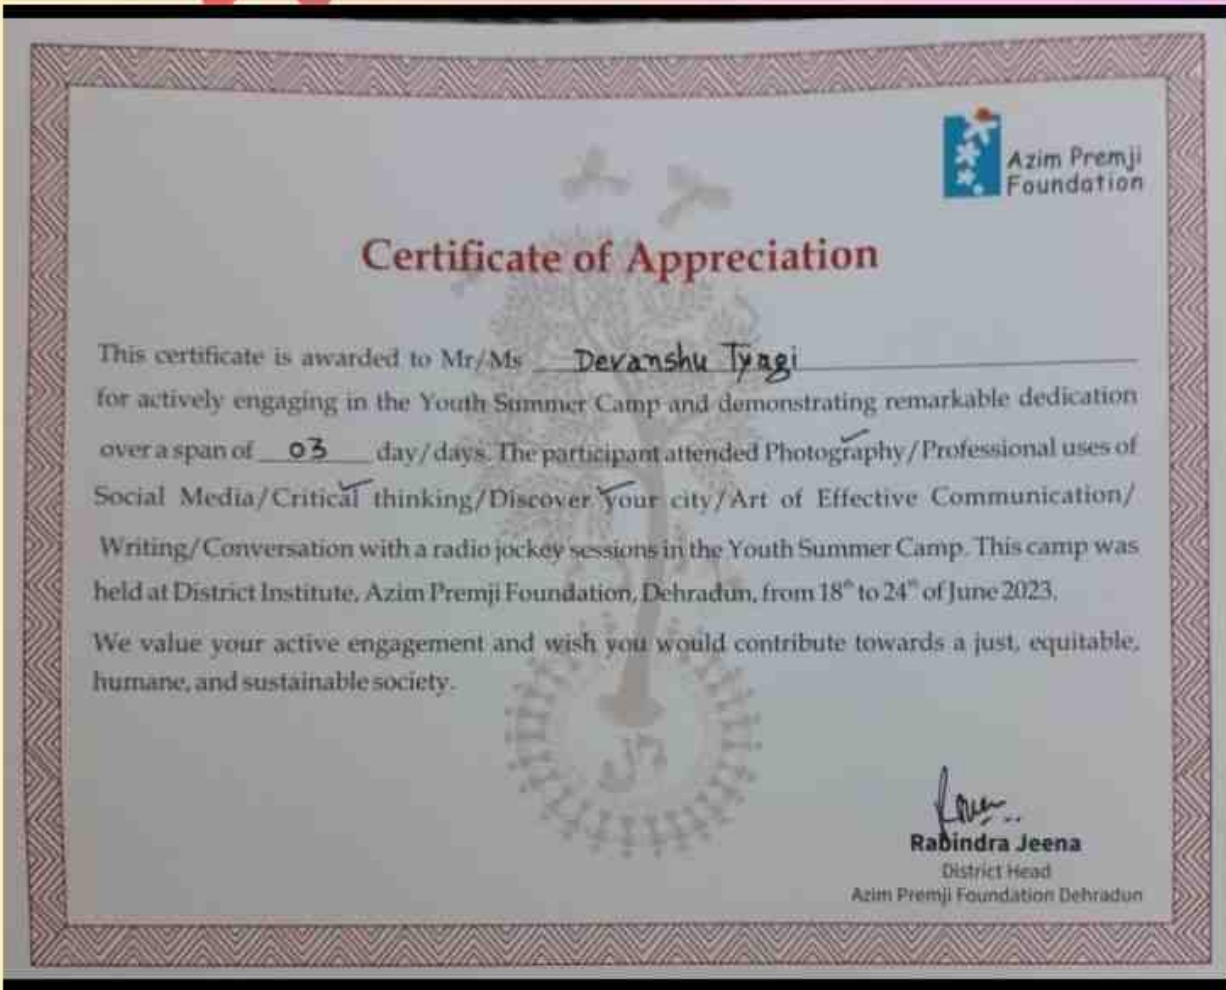 Azim Premji
Foundation
Certificate of Appreciation
This certificate is awarded to Mr/Ms Devanshu Tyagi
for actively engaging in the Youth Summer Camp and demonstrating remarkable dedication
over a span of 03 day/days. The participant attended Photography/Professional uses of
Social Media/Critical thinking/Discover your city/Art of Effective Communication/
Writing/Conversation with a radio jockey sessions in the Youth Summer Camp. This camp was
held at District Institute, Azim Premji Foundation, Dehradun, from 18th to 24th of June 2023.
We value your active engagement and wish you would contribute towards a just, equitable,
humane, and sustainable society.
Rabindra Jeena
District Head
Azim Premji Foundation Dehradun